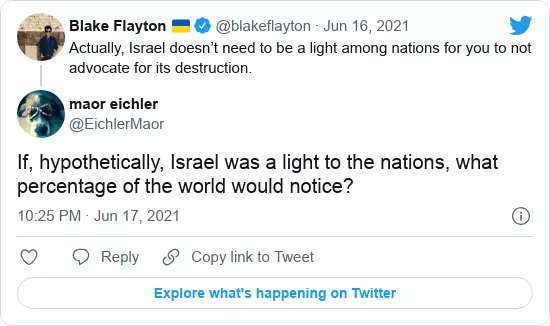 Blake Flayton 🇺🇦 @blakeflayton · Jun 16, 2021
Actually, Israel doesn’t need to be a light among nations for you to not
advocate for its destruction.
maor eichler
@EichlerMaor
If, hypothetically, Israel was a light to the nations, what
percentage of the world would notice?
10:25 PM · Jun 17, 2021
Reply Copy link to Tweet
Explore what's happening on Twitter